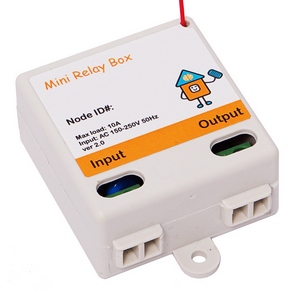 Mini Relay Box
Node ID#:
Max load: 10A
Input: AC 150-250V 50Hz
ver 2.0
Input
Output